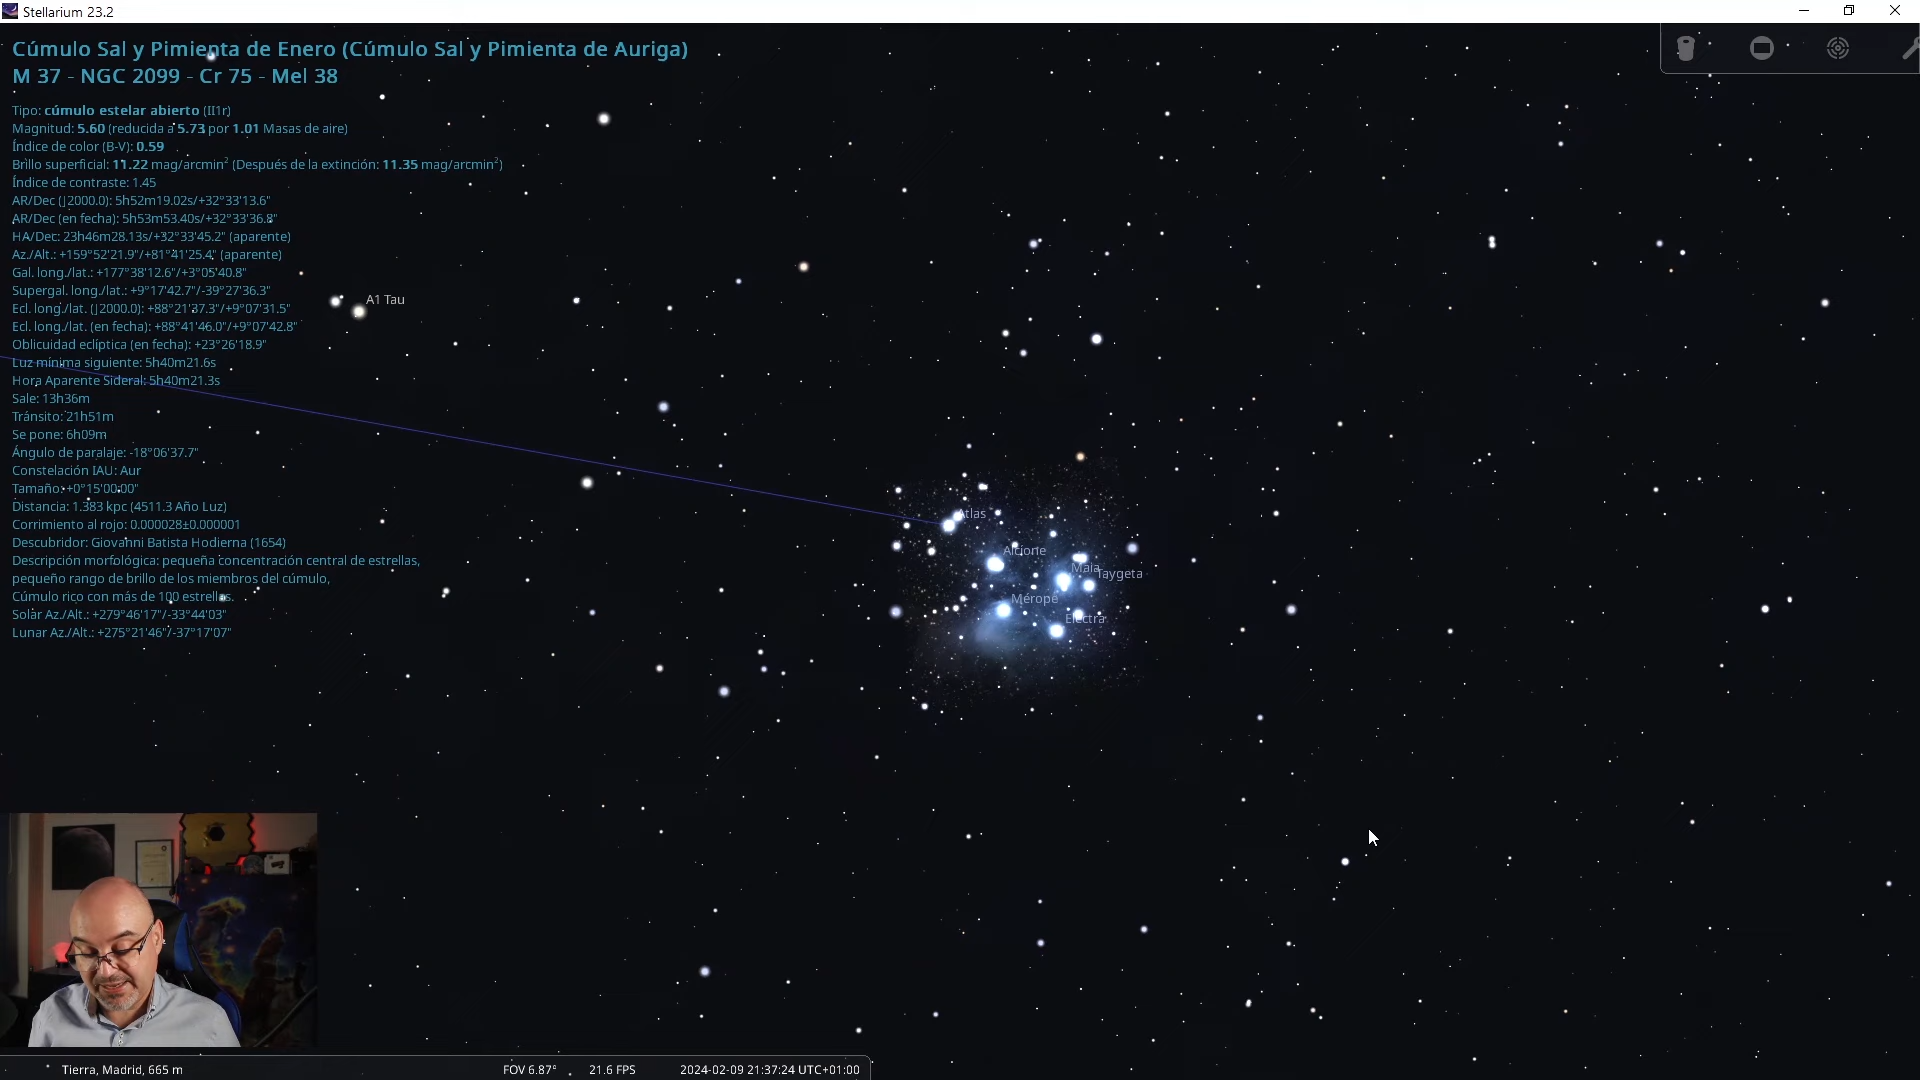 Stellarium 23.2
Cúmulo Sal y Pimienta de Enero (Cúmulo Sal y Pimienta de Auriga)
M 37 - NGC 2099 - Cr 75 - Mel 38
Tipo: cúmulo estelar abierto (II1r)
Magnitud: 5.60 (reducida a 5.73 por 1.01 Masas de aire)
Índice de color (B-V): 0.59
Brillo superficial: 11.22 mag/arcmin² (Después de la extinción: 11.35 mag/arcmin²)
Índice de contraste: 1.45
AR/Dec (J2000.0): 5h52m19.02s/+32°33'13.6"
AR/Dec (en fecha): 5h53m53.40s/+32°33'36.8"
HA/Dec: 23h46m28.13s/+32°33'45.2" (aparente)
Az./Alt.: +159°52'21.9"/+81°41'25.4" (aparente)
Gal. long./lat.: +177°38'12.6"/+3°05'40.8"
Supergal. long./lat.: +9°17'42.7"/-39°27'36.3"
Ecl. long./lat. (J2000.0): +88°21'37.3"/+9°07'31.5"
Ecl. long./lat. (en fecha): +88°41'46.0"/+9°07'42.8"
Oblicuidad eclíptica (en fecha): +23°26'18.9"
Luz mínima siguiente: 5h40m21.6s
Hora Aparente Sideral: 5h40m21.3s
Sale: 13h36m
Tránsito: 21h51m
Se pone: 6h09m
Ángulo de paralaje: -18°06'37.7"
Constelación IAU: Aur
Tamaño: +0°15'00.00"
Distancia: 1.383 kpc (4511.3 Año Luz)
Corrimiento al rojo: 0.000028±0.000001
Descubridor: Giovanni Batista Hodierna (1654)
Descripción morfológica: pequeña concentración central de estrellas,
pequeño rango de brillo de los miembros del cúmulo,
Cúmulo rico con más de 100 estrellas.
Solar Az./Alt.: +279°46'17"/-33°44'03"
Lunar Az./Alt.: +275°21'46"/-37°17'07"
A1 Tau
Atlas
Alcione
Maia
Taygeta
Mérope
Electra
Tierra, Madrid, 665 m
FOV 6.87°
21.6 FPS
2024-02-09 21:37:24 UTC+01:00